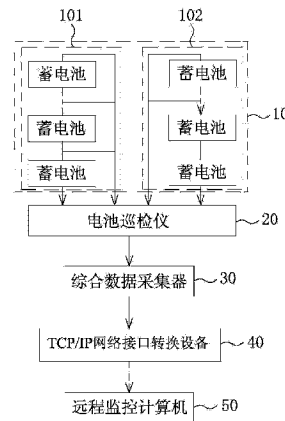 101
102
蓄电池
蓄电池
蓄电池
蓄电池
蓄电池
蓄电池
10
电池巡检仪
20
综合数据采集器
30
TCP/IP网络接口转换设备
40
远程监控计算机
50